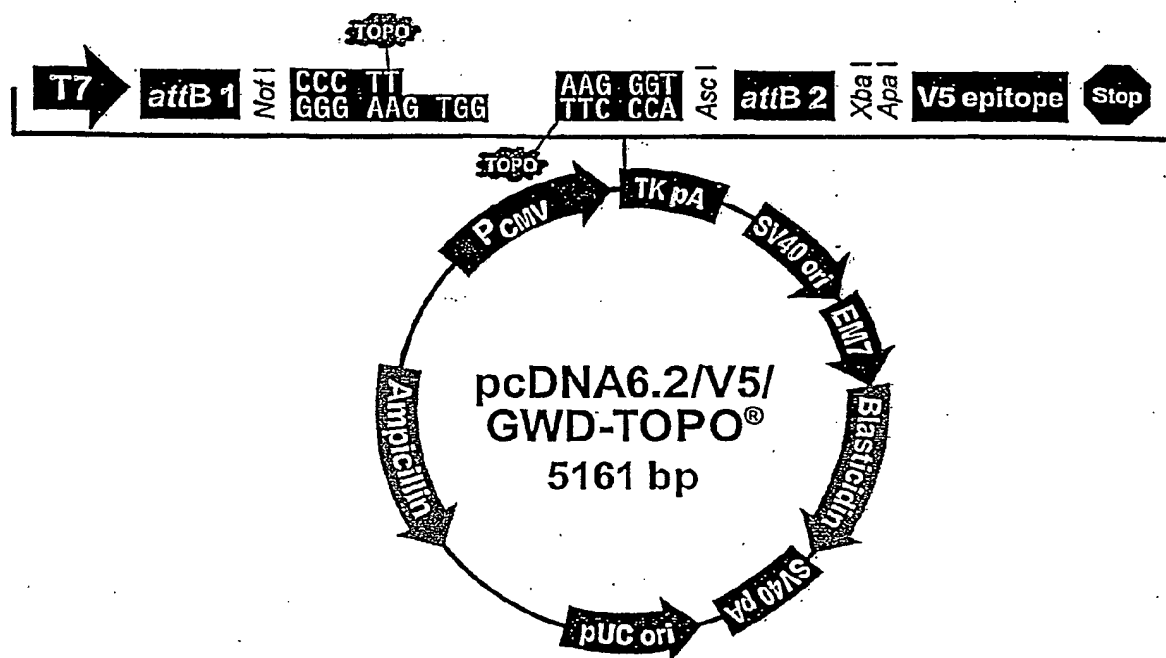 TOPO
T7 attB 1 Not I CCC TT AAG GGT Asc I attB 2 Xba I Apa I V5 epitope Stop
GGG AAG TGG TTC CCA
TOPO
PCMV TK pA
SV40 ori
EM7
pcDNA6.2/V5/
GWD-TOPO®
5161 bp
Ampicillin
Blasticidin
SV40 pA
pUC ori